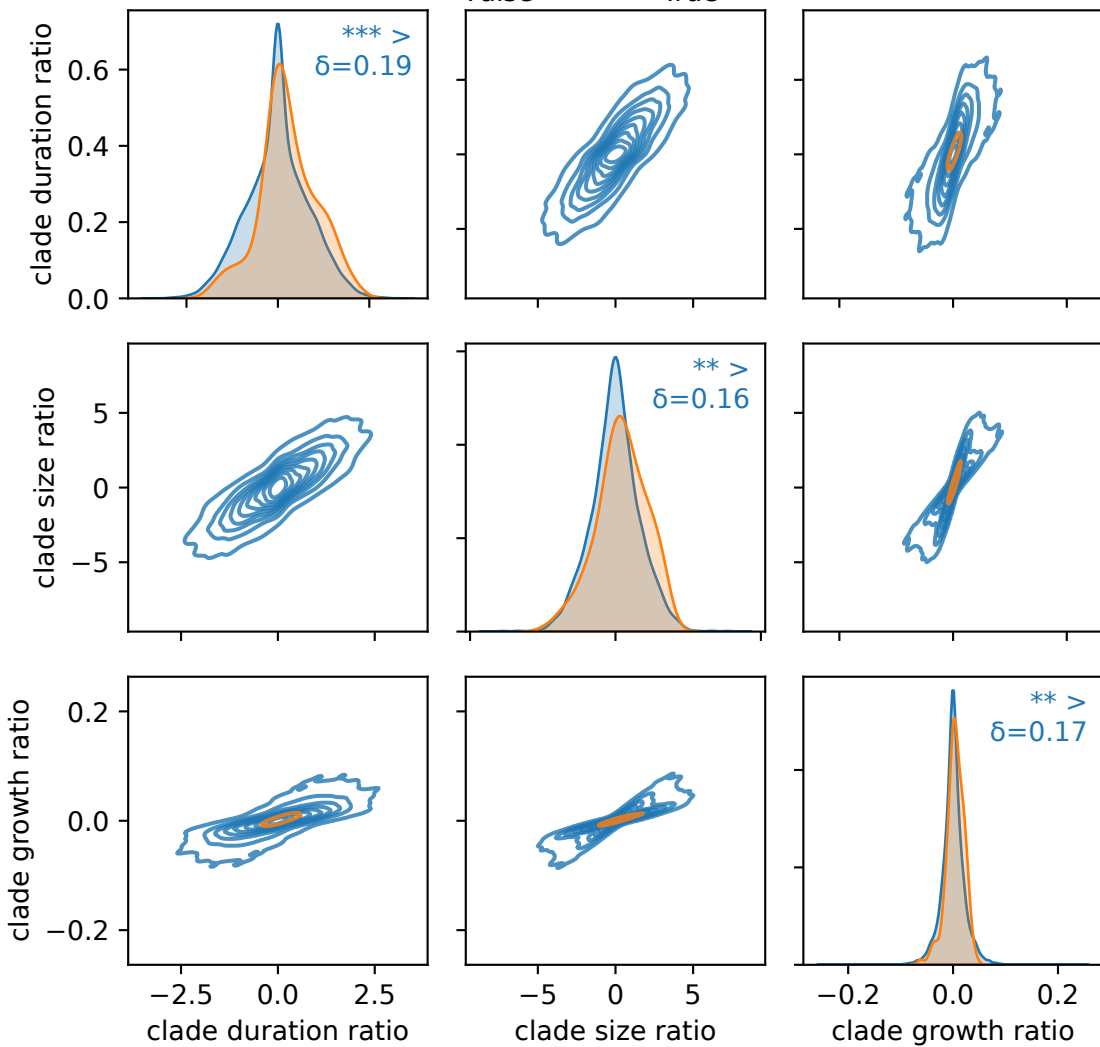 clade duration ratio
0.6
0.4
0.2
0.0
*** >
δ=0.19
clade size ratio
5
0
−5
** >
δ=0.16
clade growth ratio
0.2
0.0
−0.2
** >
δ=0.17
−2.5 0.0 2.5
−5 0 5
−0.2 0.0 0.2
clade duration ratio
clade size ratio
clade growth ratio